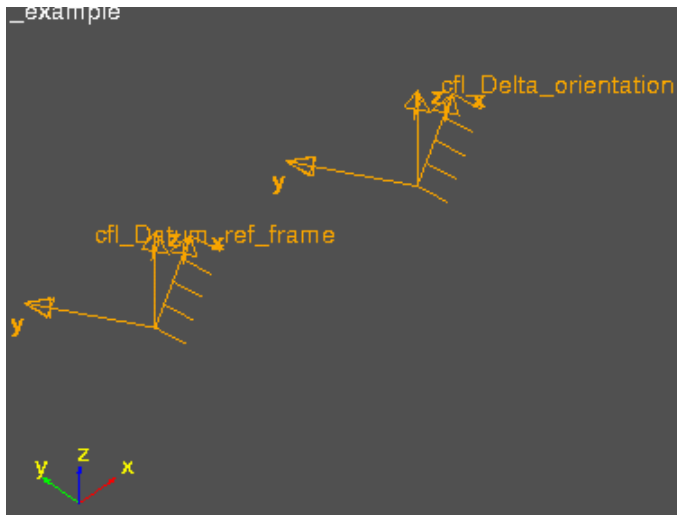 _example
cfl_Delta_orientation
z
x
y
cfl_Datum_ref_frame
z
x
y
z
y
x